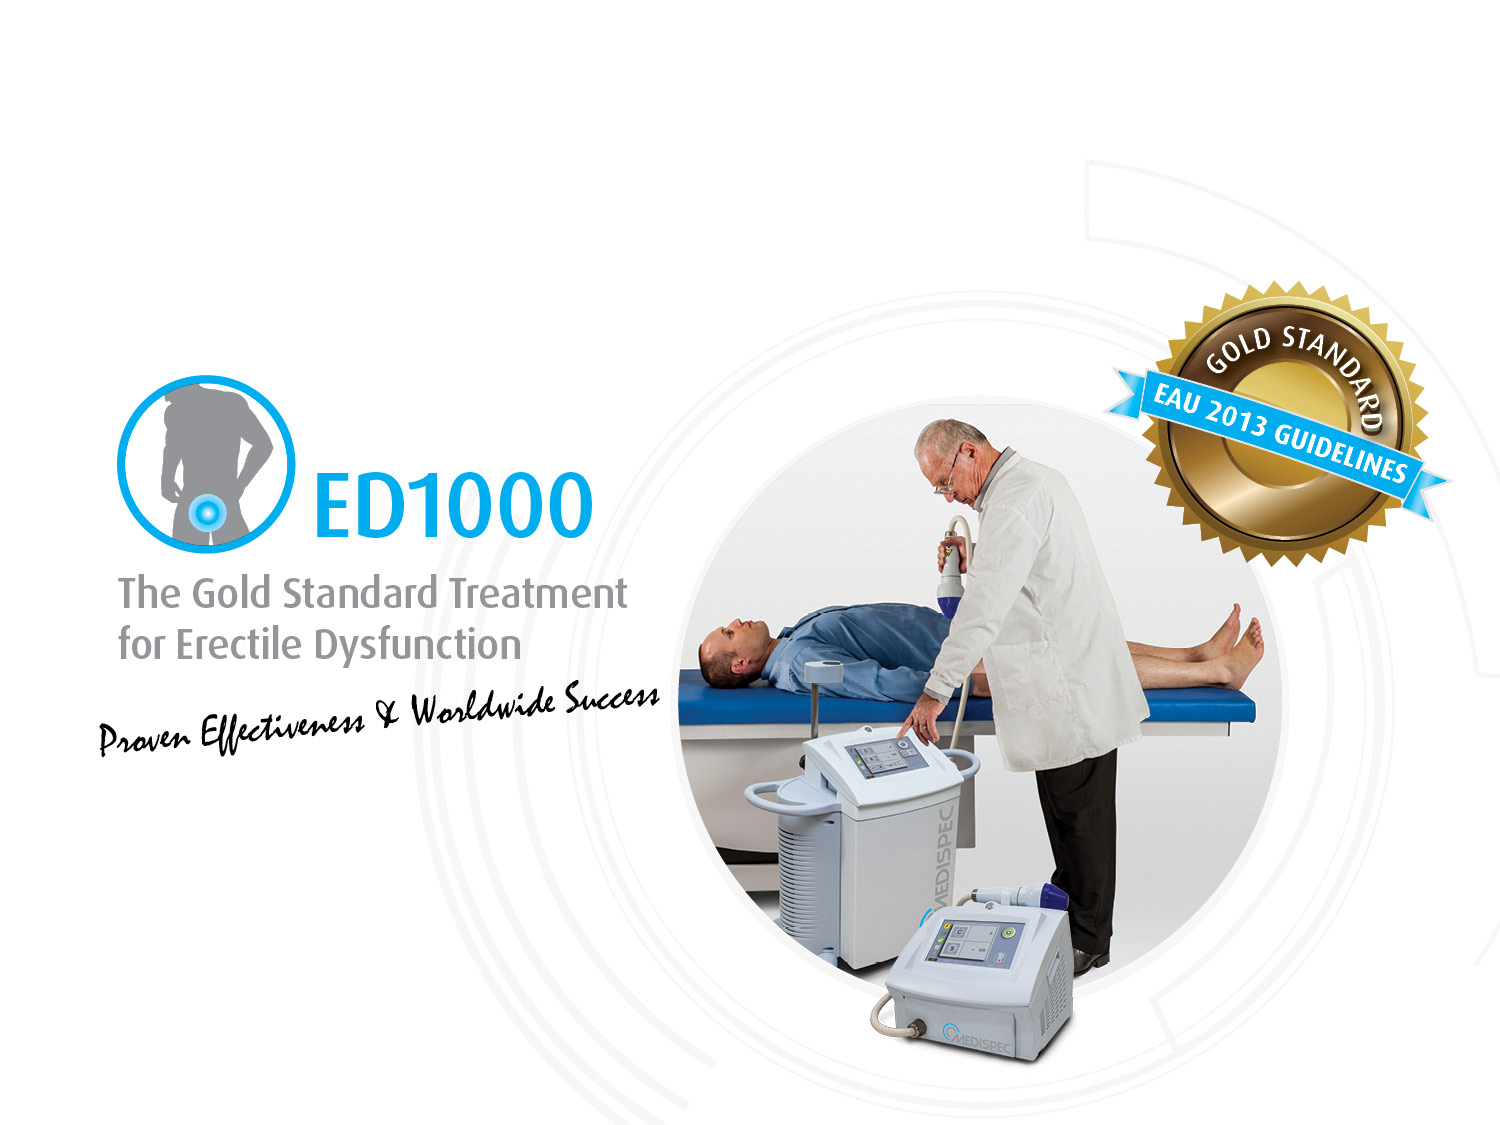 GOLD STANDARD
EAU 2013 GUIDELINES
ED1000
The Gold Standard Treatment
for Erectile Dysfunction
Proven Effectiveness & Worldwide Success
MEDISPEC
MEDISPEC